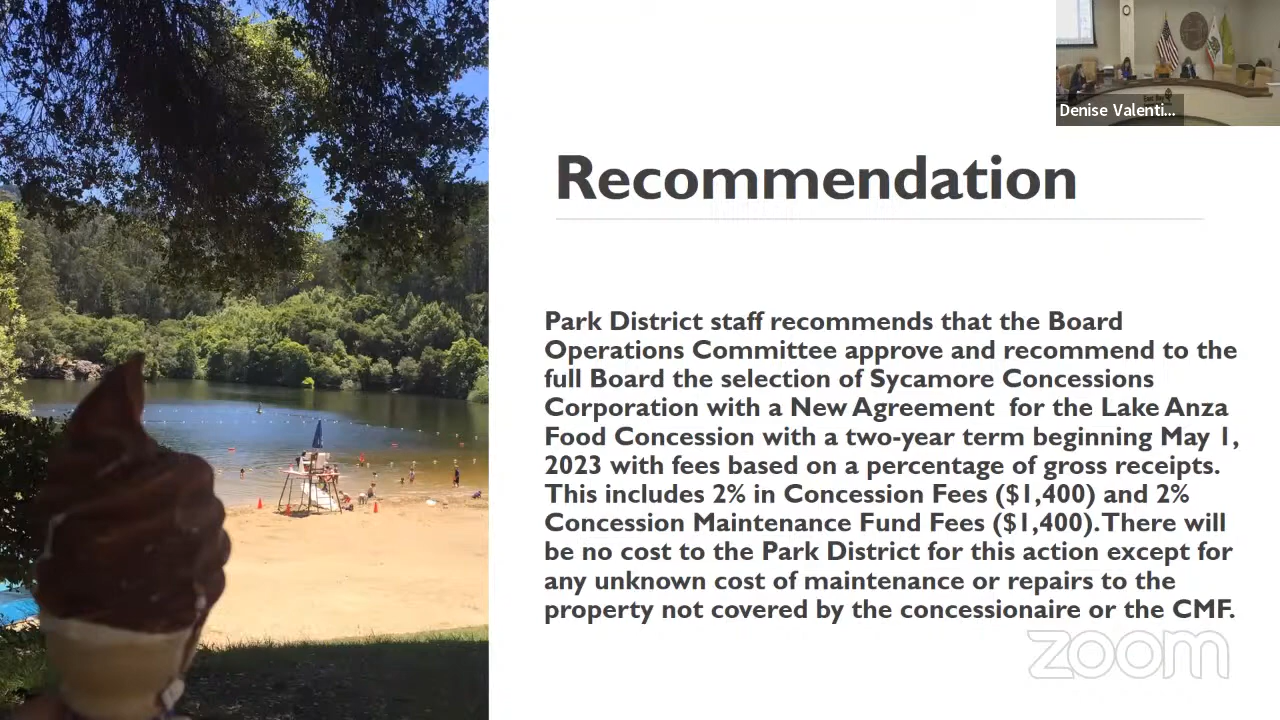 Denise Valenti...
Recommendation
Park District staff recommends that the Board
Operations Committee approve and recommend to the
full Board the selection of Sycamore Concessions
Corporation with a New Agreement for the Lake Anza
Food Concession with a two-year term beginning May 1,
2023 with fees based on a percentage of gross receipts.
This includes 2% in Concession Fees ($1,400) and 2%
Concession Maintenance Fund Fees ($1,400). There will
be no cost to the Park District for this action except for
any unknown cost of maintenance or repairs to the
property not covered by the concessionaire or the CMF.
zoom